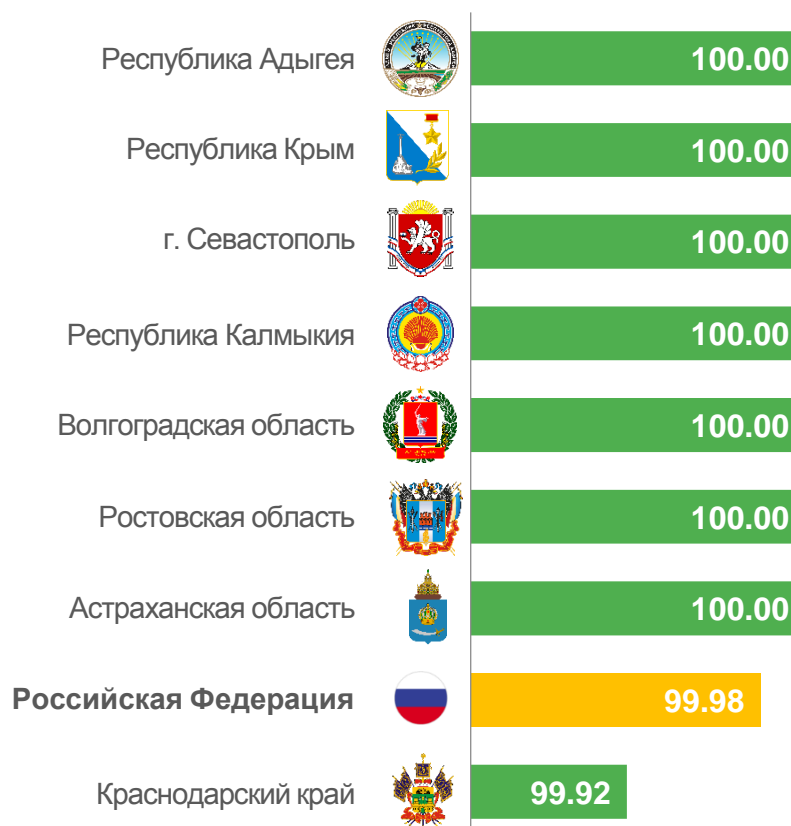 Республика Адыгея 100.00
Республика Крым 100.00
г. Севастополь 100.00
Республика Калмыкия 100.00
Волгоградская область 100.00
Ростовская область 100.00
Астраханская область 100.00
Российская Федерация 99.98
Краснодарский край 99.92